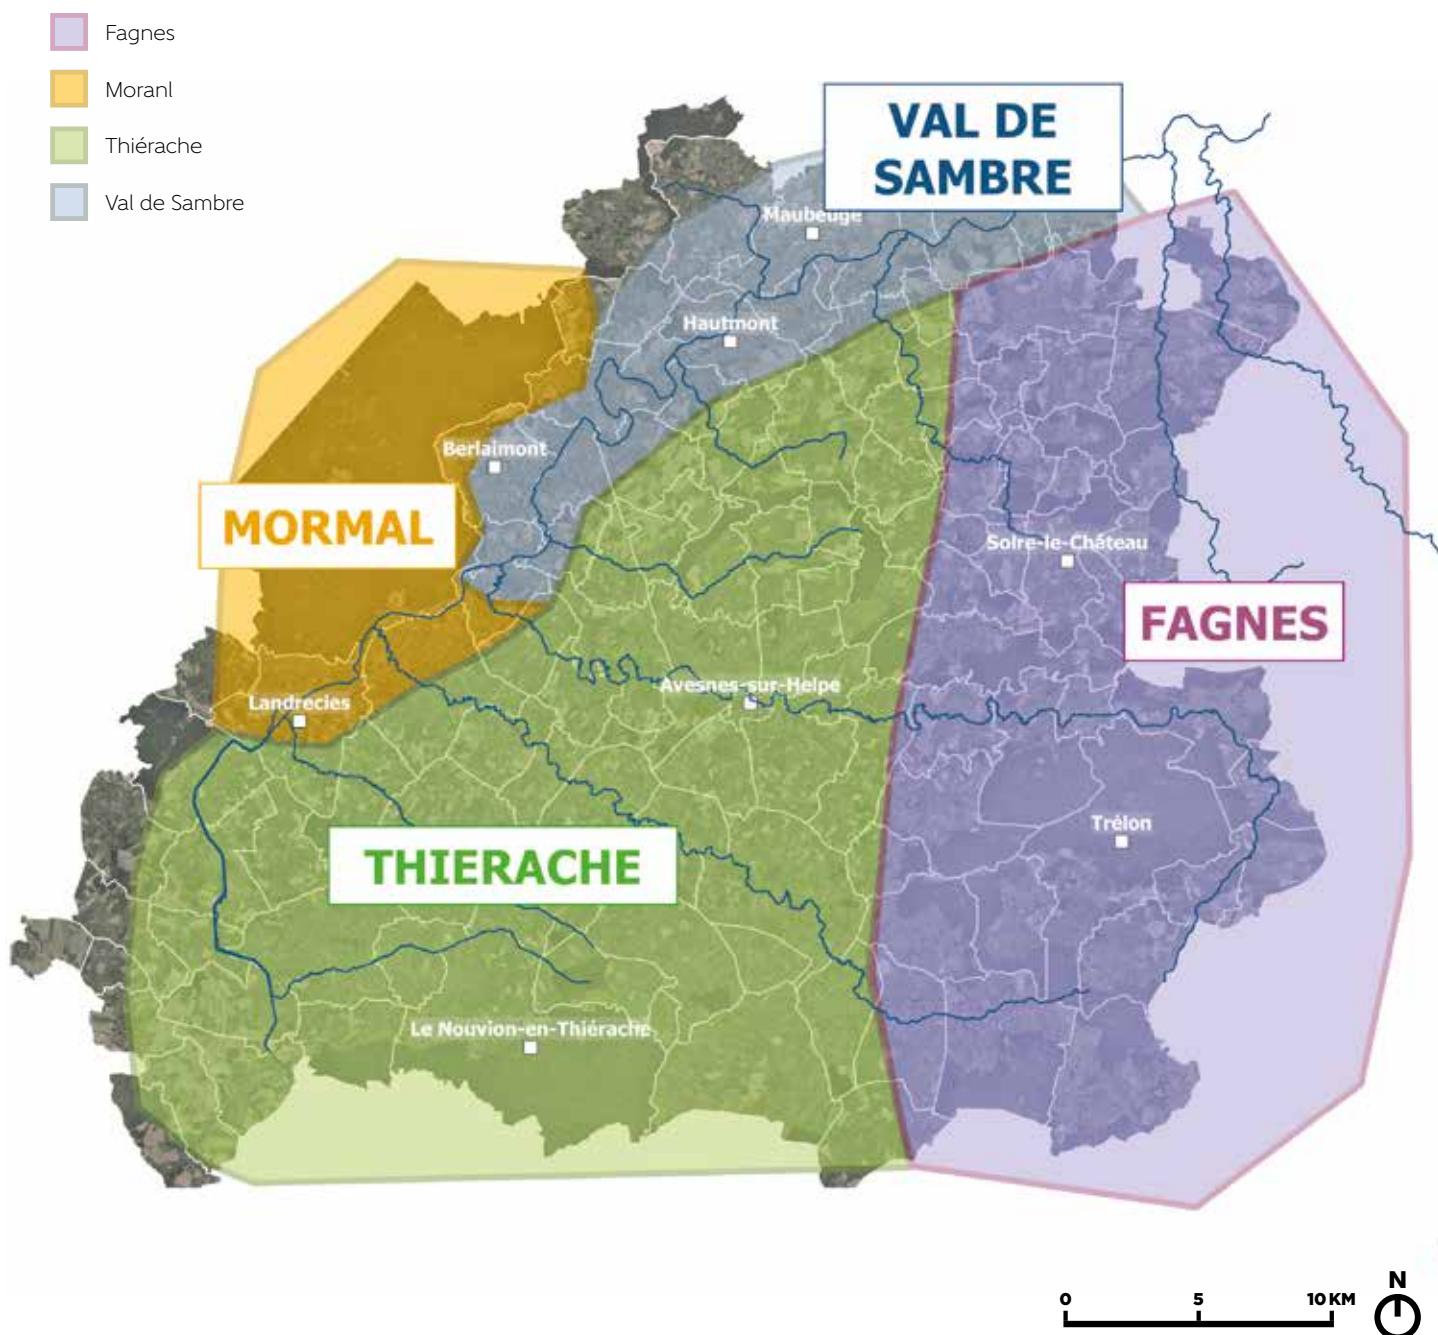 Fagnes
Moranl
Thiérache
Val de Sambre
VAL DE
SAMBRE
Maubeuge
Hautmont
Berlaimont
MORMAL
Solre-le-Château
FAGNES
Avesnes-sur-Helpe
Landrecies
Trélon
THIERACHE
Le Nouvion-en-Thiérache
N
0 5 10 KM